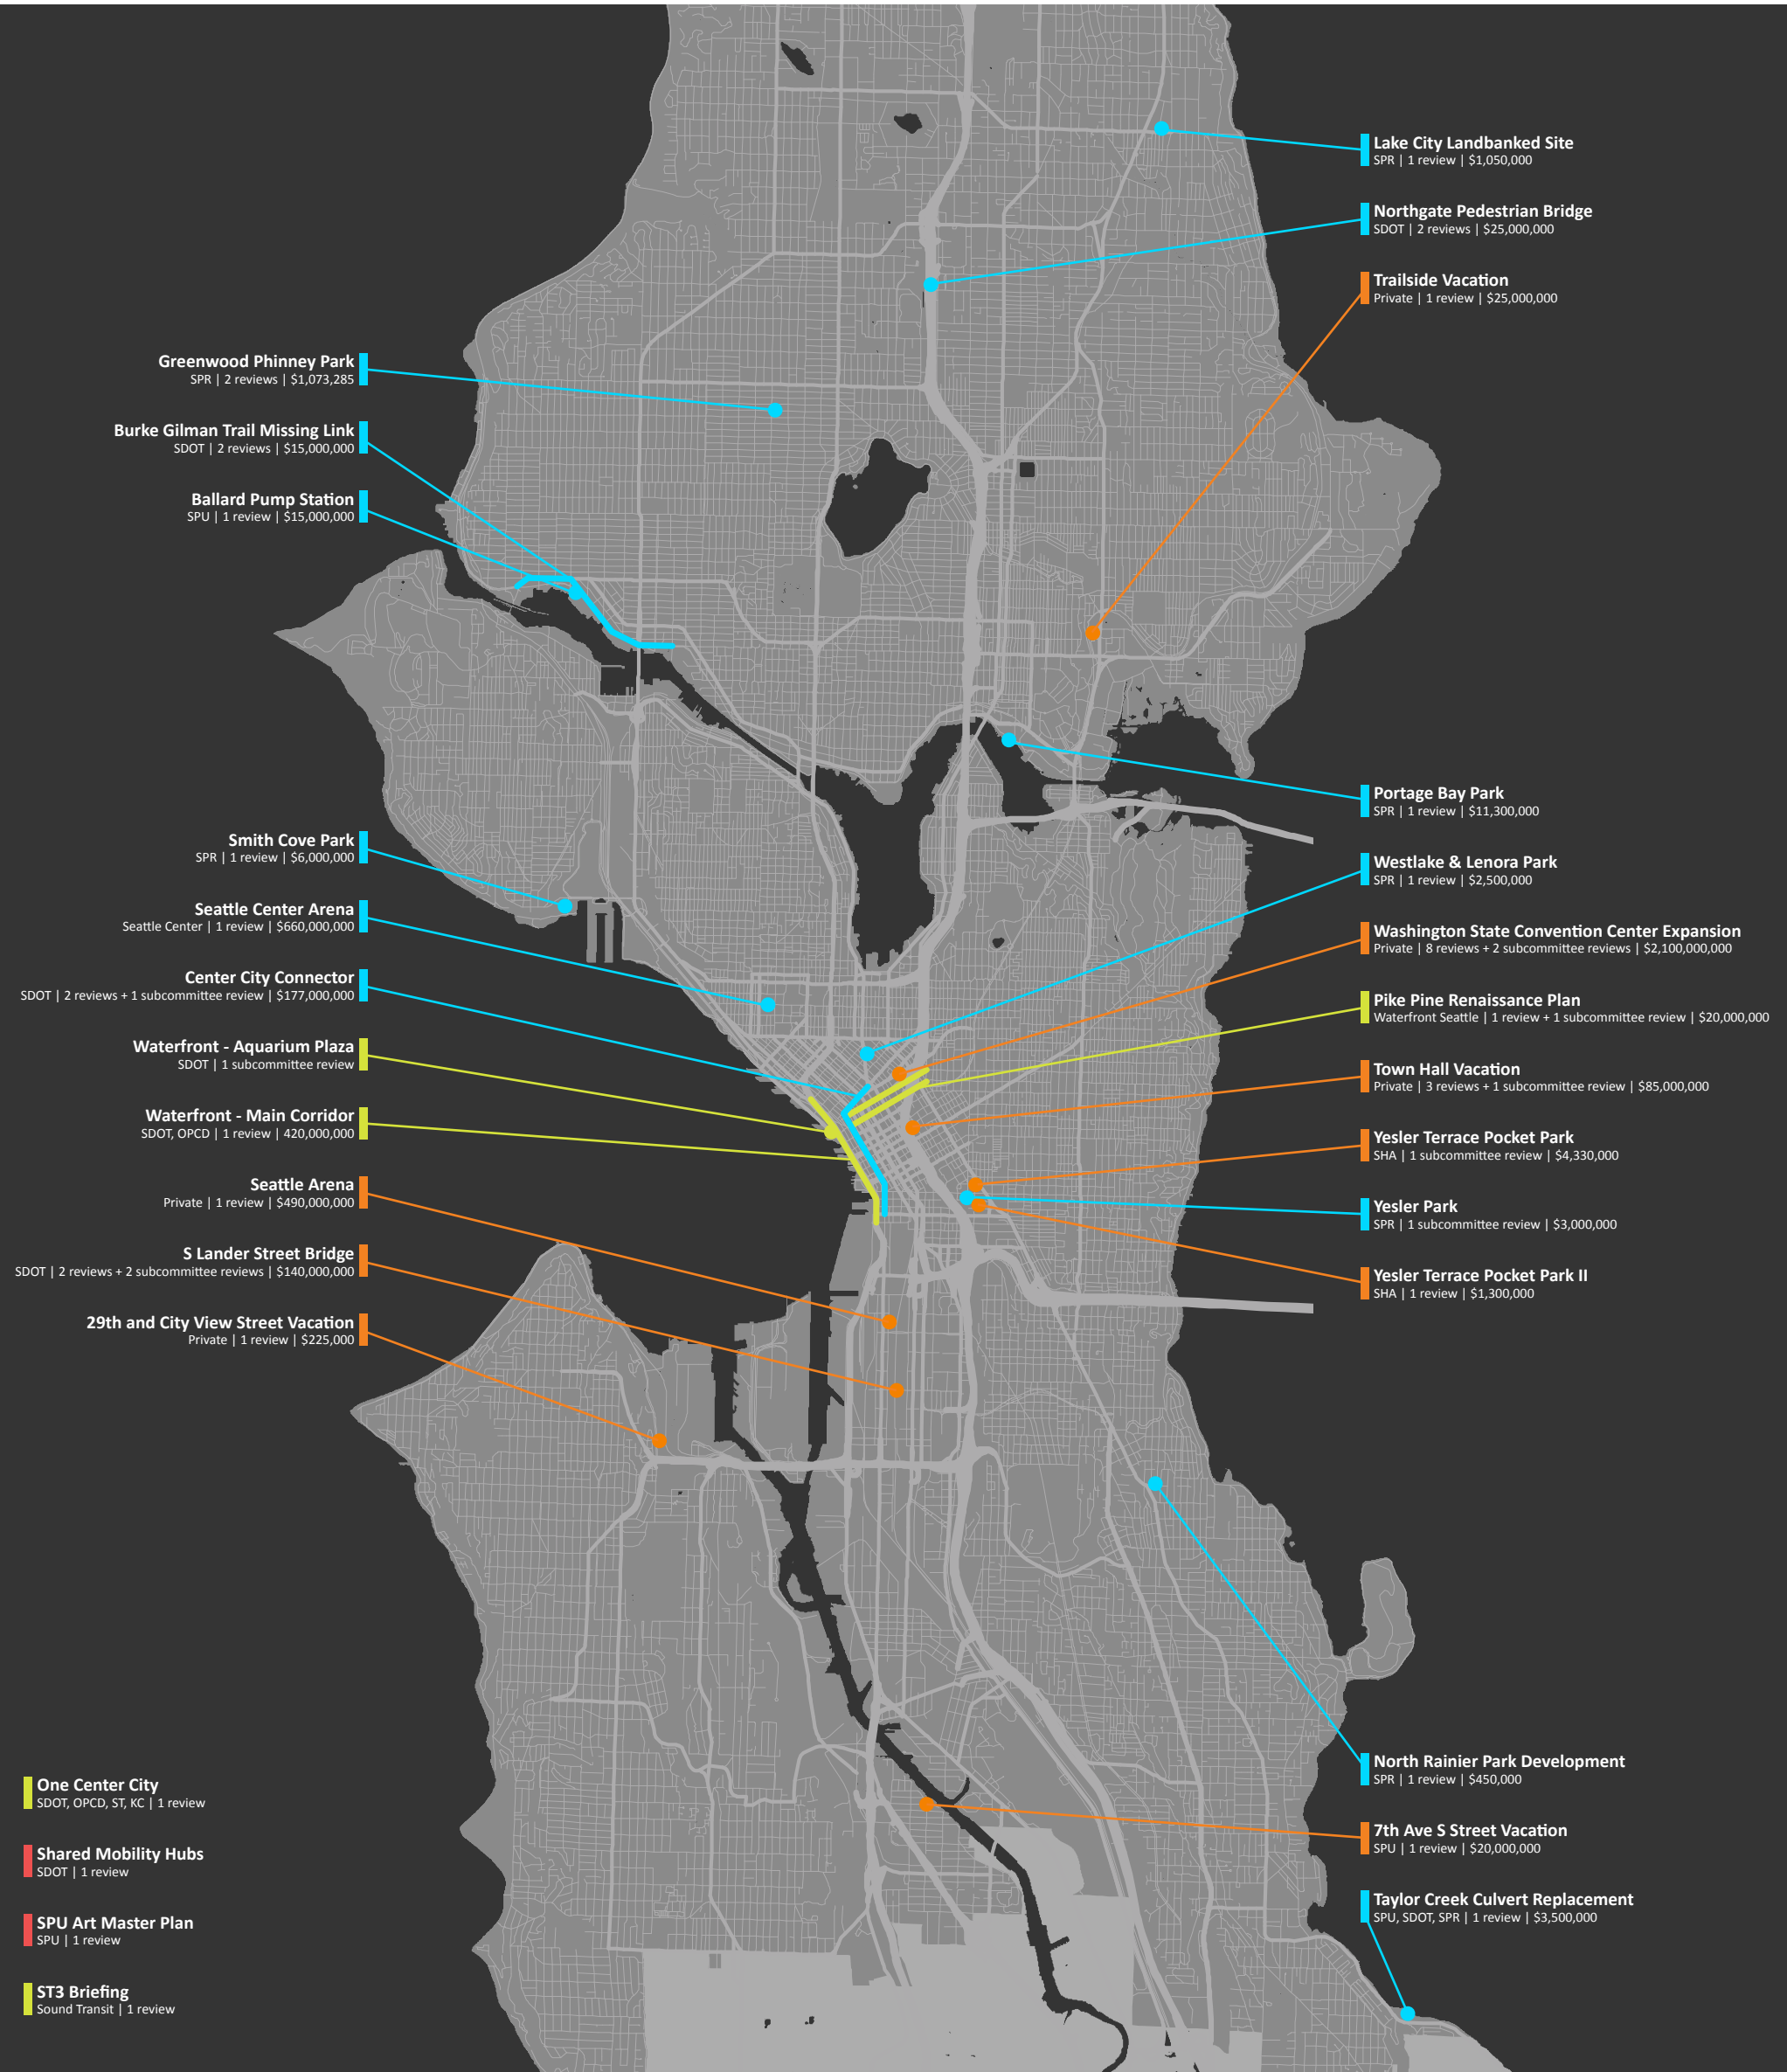 Lake City Landbanked Site
SPR | 1 review | $1,050,000
Northgate Pedestrian Bridge
SDOT | 2 reviews | $25,000,000
Trailside Vacation
Private | 1 review | $25,000,000
Greenwood Phinney Park
SPR | 2 reviews | $1,073,285
Burke Gilman Trail Missing Link
SDOT | 2 reviews | $15,000,000
Ballard Pump Station
SPU | 1 review | $15,000,000
Portage Bay Park
SPR | 1 review | $11,300,000
Smith Cove Park
SPR | 1 review | $6,000,000
Westlake & Lenora Park
SPR | 1 review | $2,500,000
Seattle Center Arena
Seattle Center | 1 review | $660,000,000
Washington State Convention Center Expansion
Private | 8 reviews + 2 subcommittee reviews | $2,100,000,000
Center City Connector
SDOT | 2 reviews + 1 subcommittee review | $177,000,000
Pike Pine Renaissance Plan
Waterfront Seattle | 1 review + 1 subcommittee review | $20,000,000
Waterfront - Aquarium Plaza
SDOT | 1 subcommittee review
Town Hall Vacation
Private | 3 reviews + 1 subcommittee review | $85,000,000
Waterfront - Main Corridor
SDOT, OPCD | 1 review | 420,000,000
Yesler Terrace Pocket Park
SHA | 1 subcommittee review | $4,330,000
Seattle Arena
Private | 1 review | $490,000,000
Yesler Park
SPR | 1 subcommittee review | $3,000,000
S Lander Street Bridge
SDOT | 2 reviews + 2 subcommittee reviews | $140,000,000
Yesler Terrace Pocket Park II
SHA | 1 review | $1,300,000
29th and City View Street Vacation
Private | 1 review | $225,000
North Rainier Park Development
SPR | 1 review | $450,000
One Center City
SDOT, OPCD, ST, KC | 1 review
7th Ave S Street Vacation
SPU | 1 review | $20,000,000
Shared Mobility Hubs
SDOT | 1 review
Taylor Creek Culvert Replacement
SPU, SDOT, SPR | 1 review | $3,500,000
SPU Art Master Plan
SPU | 1 review
ST3 Briefing
Sound Transit | 1 review